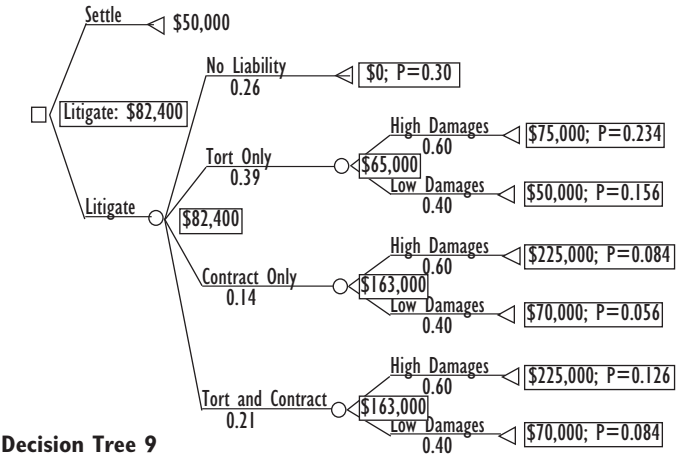 Settle
$50,000
No Liability
0.26
$0; P=0.30
Litigate: $82,400
High Damages
0.60
$75,000; P=0.234
Tort Only
0.39
$65,000
Low Damages
0.40
$50,000; P=0.156
Litigate
$82,400
High Damages
0.60
$225,000; P=0.084
Contract Only
0.14
$163,000
Low Damages
0.40
$70,000; P=0.056
High Damages
0.60
$225,000; P=0.126
Tort and Contract
0.21
$163,000
Low Damages
0.40
$70,000; P=0.084
Decision Tree 9